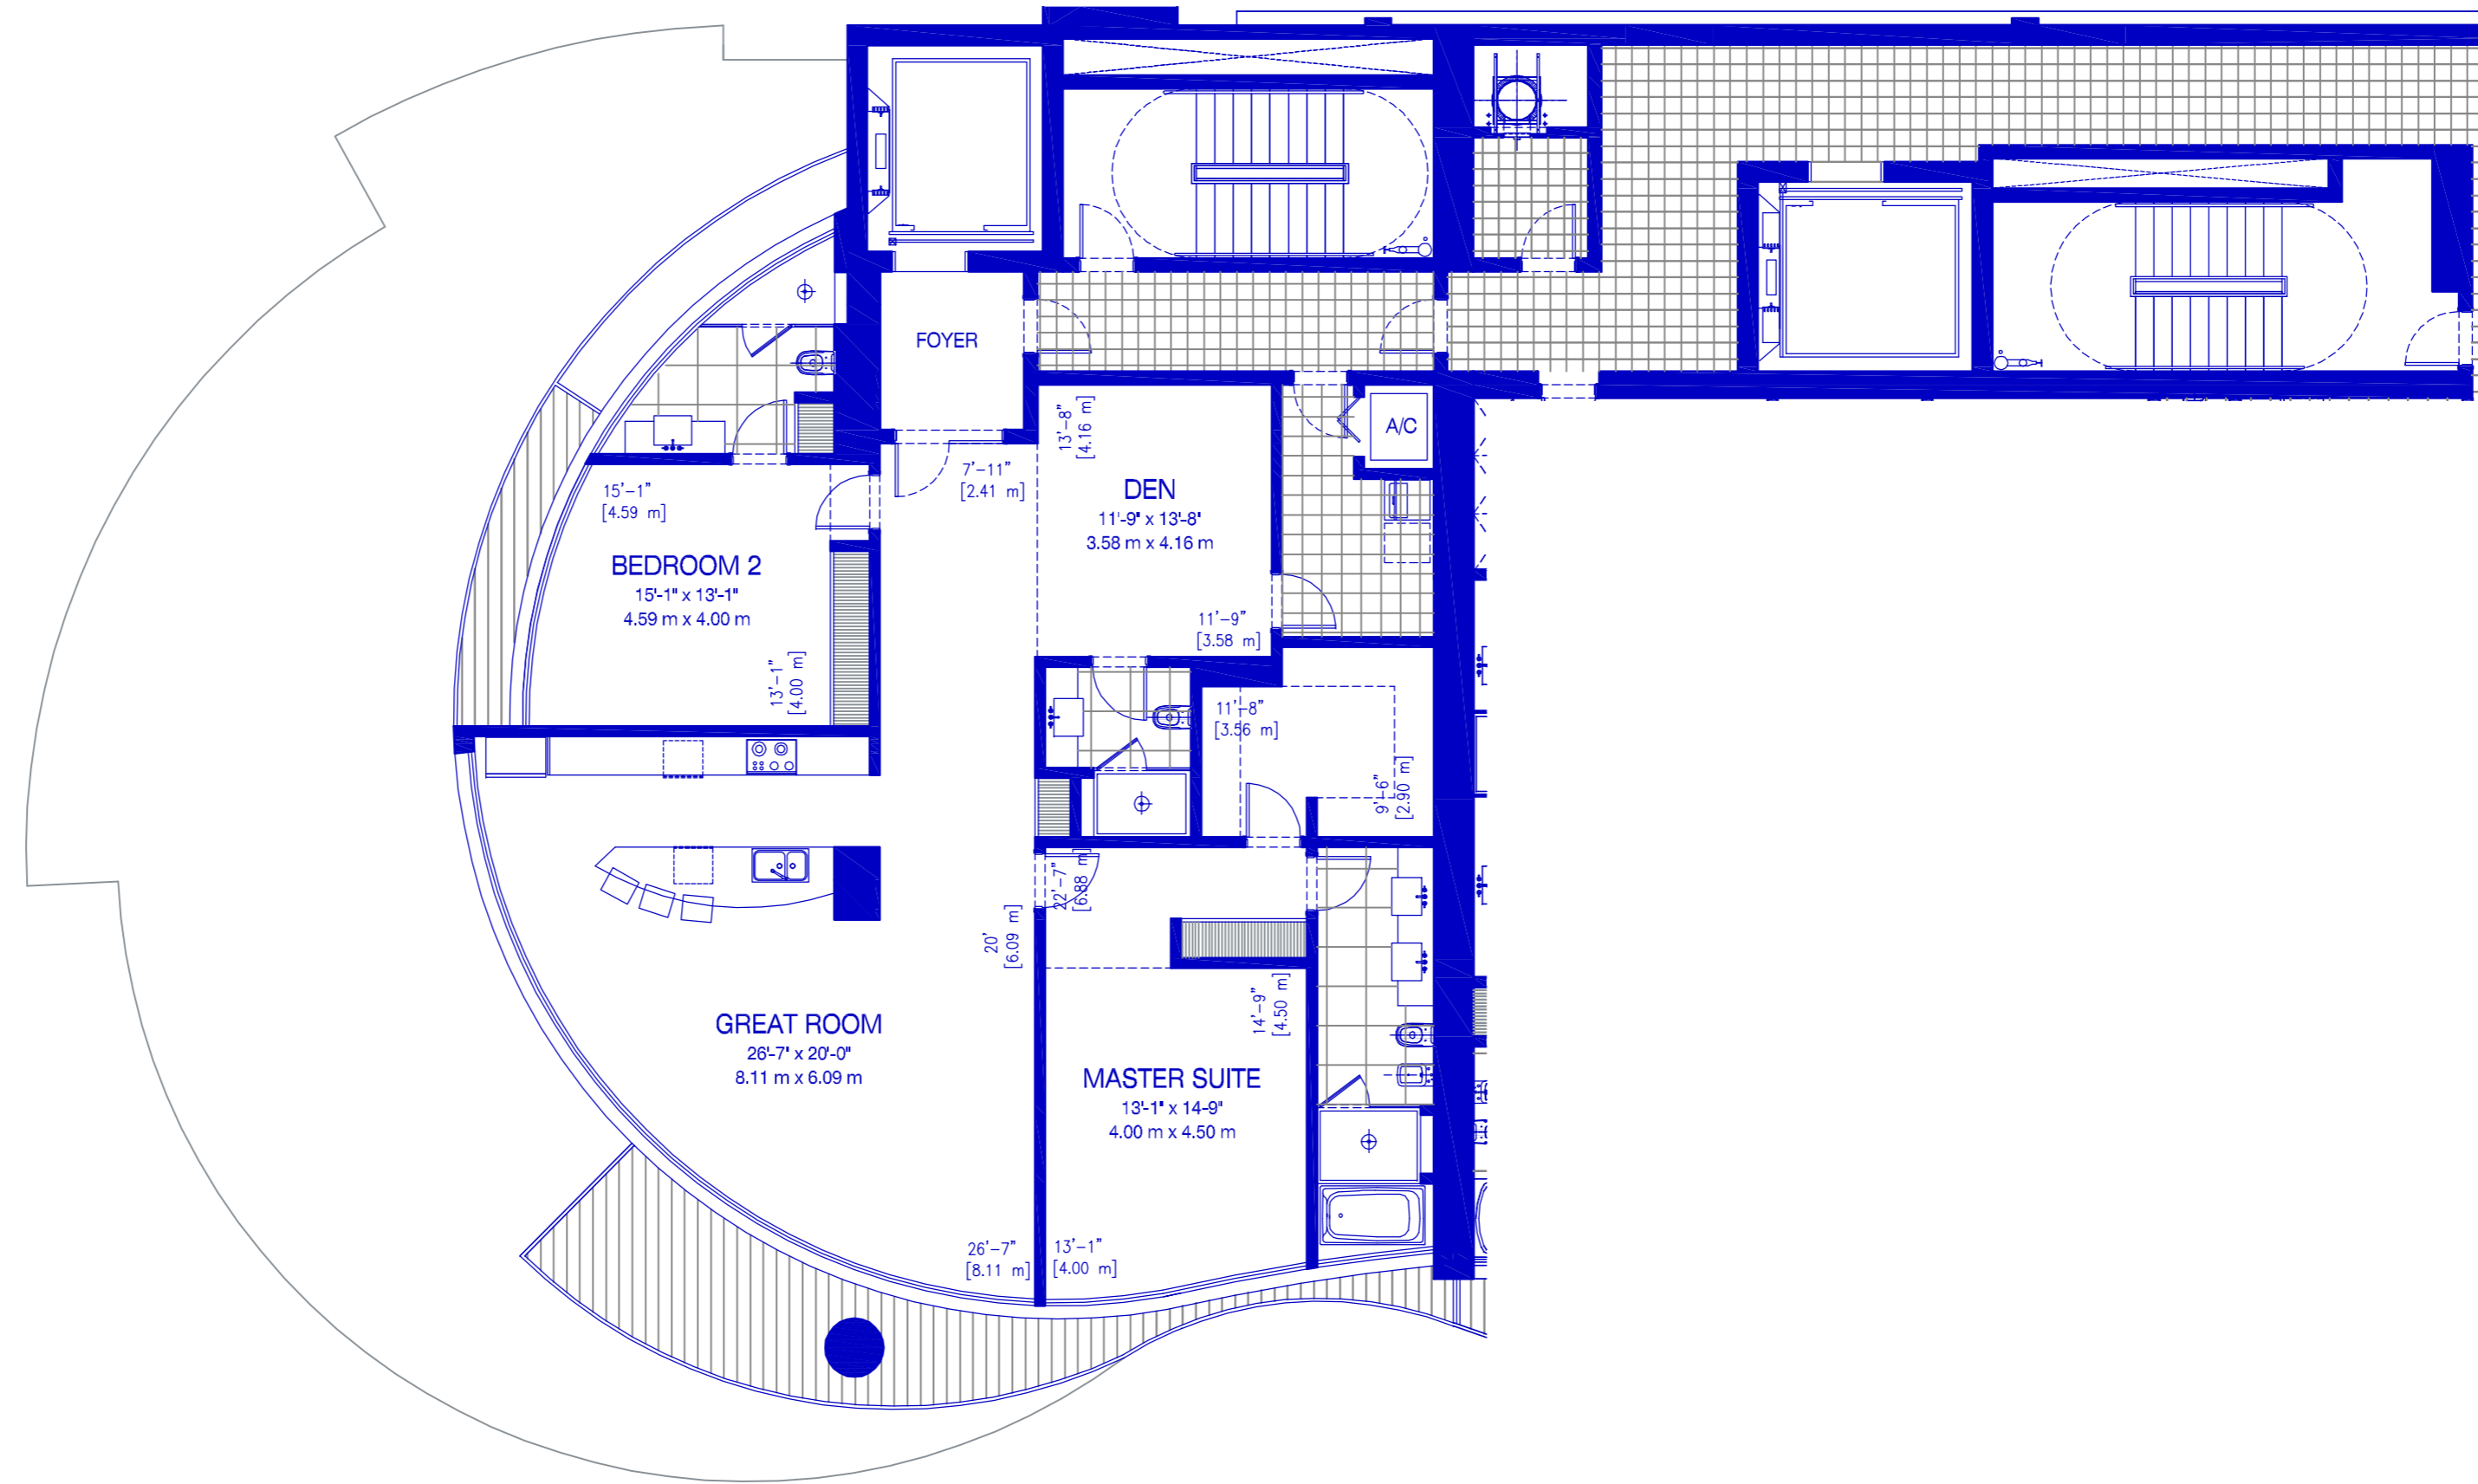 FOYER
A/C
13'-8"
[4.16 m]
7'-11"
[2.41 m]
DEN
11'-9" x 13'-8"
3.58 m x 4.16 m
15'-1"
[4.59 m]
BEDROOM 2
15'-1" x 13'-1"
4.59 m x 4.00 m
11'-9"
[3.58 m]
13'-1"
[4.00 m]
11'-8"
[3.56 m]
9'-6"
[2.90 m]
22'-7"
[6.88 m]
20'
[6.09 m]
14'-9"
[4.50 m]
GREAT ROOM
26'-7" x 20'-0"
8.11 m x 6.09 m
MASTER SUITE
13'-1" x 14-9"
4.00 m x 4.50 m
26'-7"
[8.11 m]
13'-1"
[4.00 m]